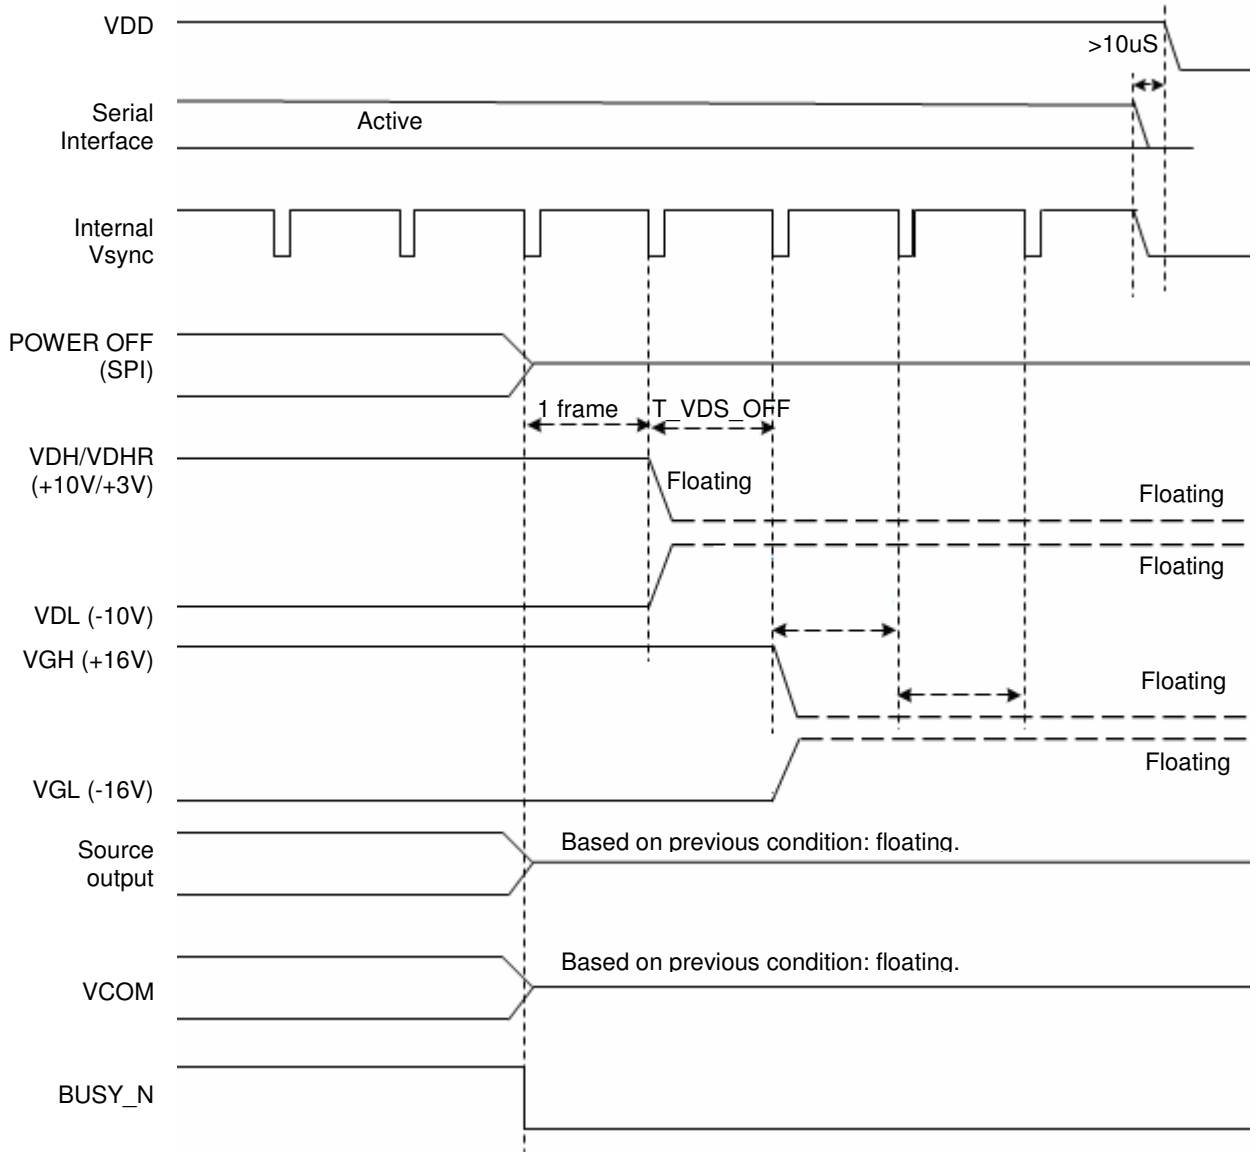 VDD
>10uS
Serial
Interface
Active
Internal
Vsync
POWER OFF
(SPI)
1 frame
T_VDS_OFF
VDH/VDHR
(+10V/+3V)
Floating
Floating
Floating
VDL (-10V)
VGH (+16V)
Floating
Floating
VGL (-16V)
Source
output
Based on previous condition: floating.
Based on previous condition: floating.
VCOM
BUSY_N